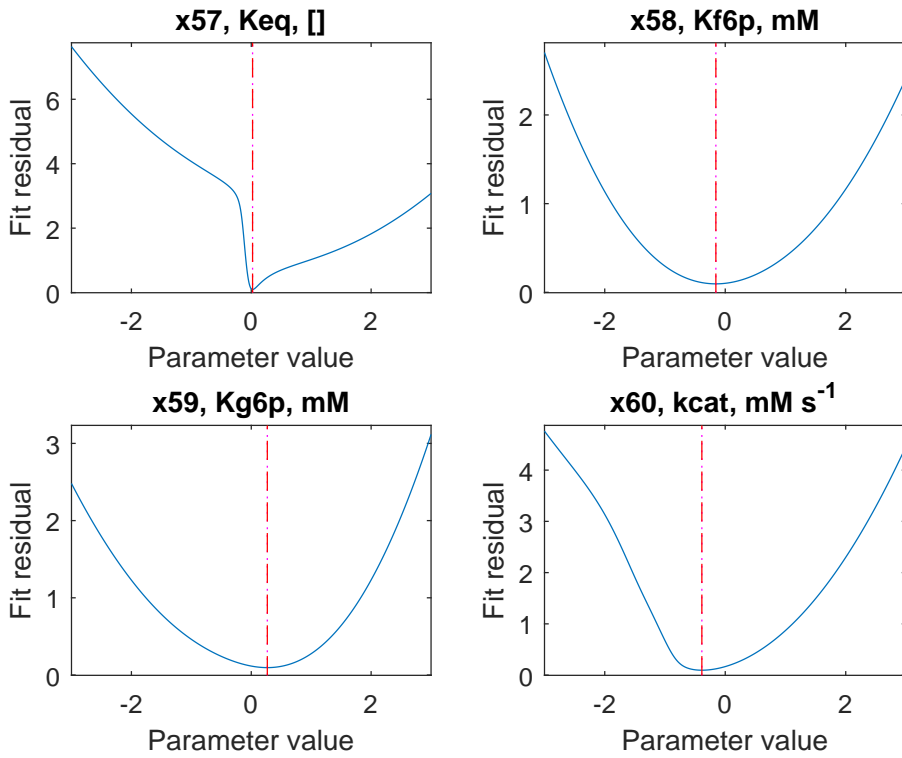 x57, Keq, []
Fit residual
6
4
2
0
-2 0 2
Parameter value
x58, Kf6p, mM
Fit residual
2
1
0
-2 0 2
Parameter value
x59, Kg6p, mM
Fit residual
3
2
1
0
-2 0 2
Parameter value
x60, kcat, mM s^-1
Fit residual
4
3
2
1
0
-2 0 2
Parameter value